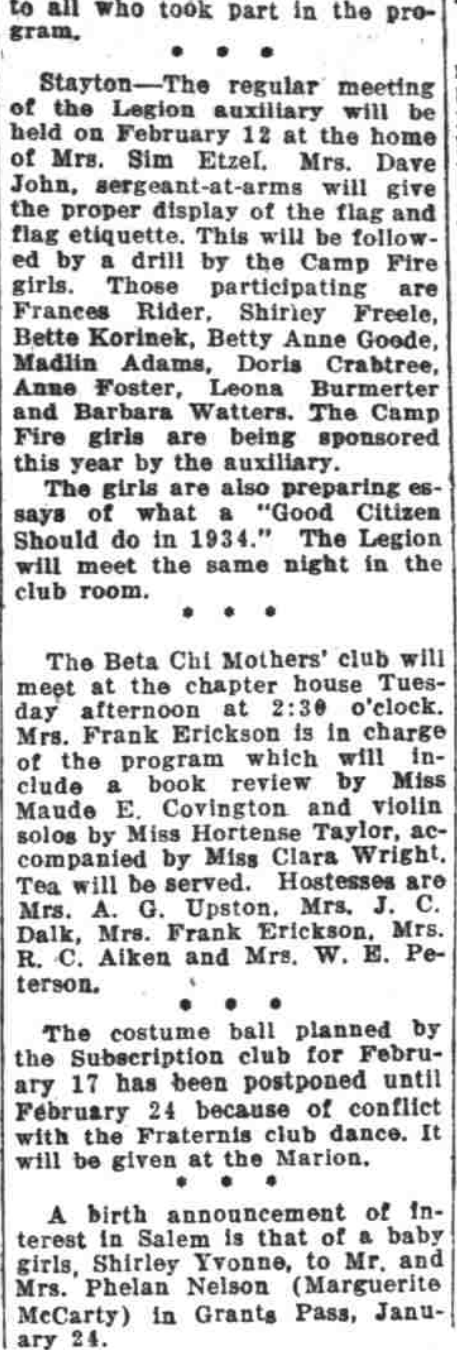 to all who took part in the pro-
gram.
* * *
Stayton—The regular meeting
of the Legion auxiliary will be
held on February 12 at the home
of Mrs. Sim Etzel. Mrs. Dave
John, sergeant-at-arms will give
the proper display of the flag and
flag etiquette. This will be follow-
ed by a drill by the Camp Fire
girls. Those participating are
Frances Rider, Shirley Freele,
Bette Korinek, Betty Anne Goode,
Madlin Adams, Doris Crabtree,
Anne Foster, Leona Burmerter
and Barbara Watters. The Camp
Fire girls are being sponsored
this year by the auxiliary.
The girls are also preparing es-
says of what a "Good Citizen
Should do in 1934." The Legion
will meet the same night in the
club room.
* * *
The Beta Chi Mothers' club will
meet at the chapter house Tues-
day afternoon at 2:30 o'clock.
Mrs. Frank Erickson is in charge
of the program which will in-
clude a book review by Miss
Maude E. Covington and violin
solos by Miss Hortense Taylor, ac-
companied by Miss Clara Wright.
Tea will be served. Hostesses are
Mrs. A. G. Upston, Mrs. J. C.
Dalk, Mrs. Frank Erickson, Mrs.
R. C. Aiken and Mrs. W. E. Pe-
terson.
* * *
The costume ball planned by
the Subscription club for Febru-
ary 17 has been postponed until
February 24 because of conflict
with the Fraternis club dance. It
will be given at the Marion.
* * *
A birth announcement of in-
terest in Salem is that of a baby
girls, Shirley Yvonne, to Mr. and
Mrs. Phelan Nelson (Marguerite
McCarty) in Grants Pass, Janu-
ary 24.